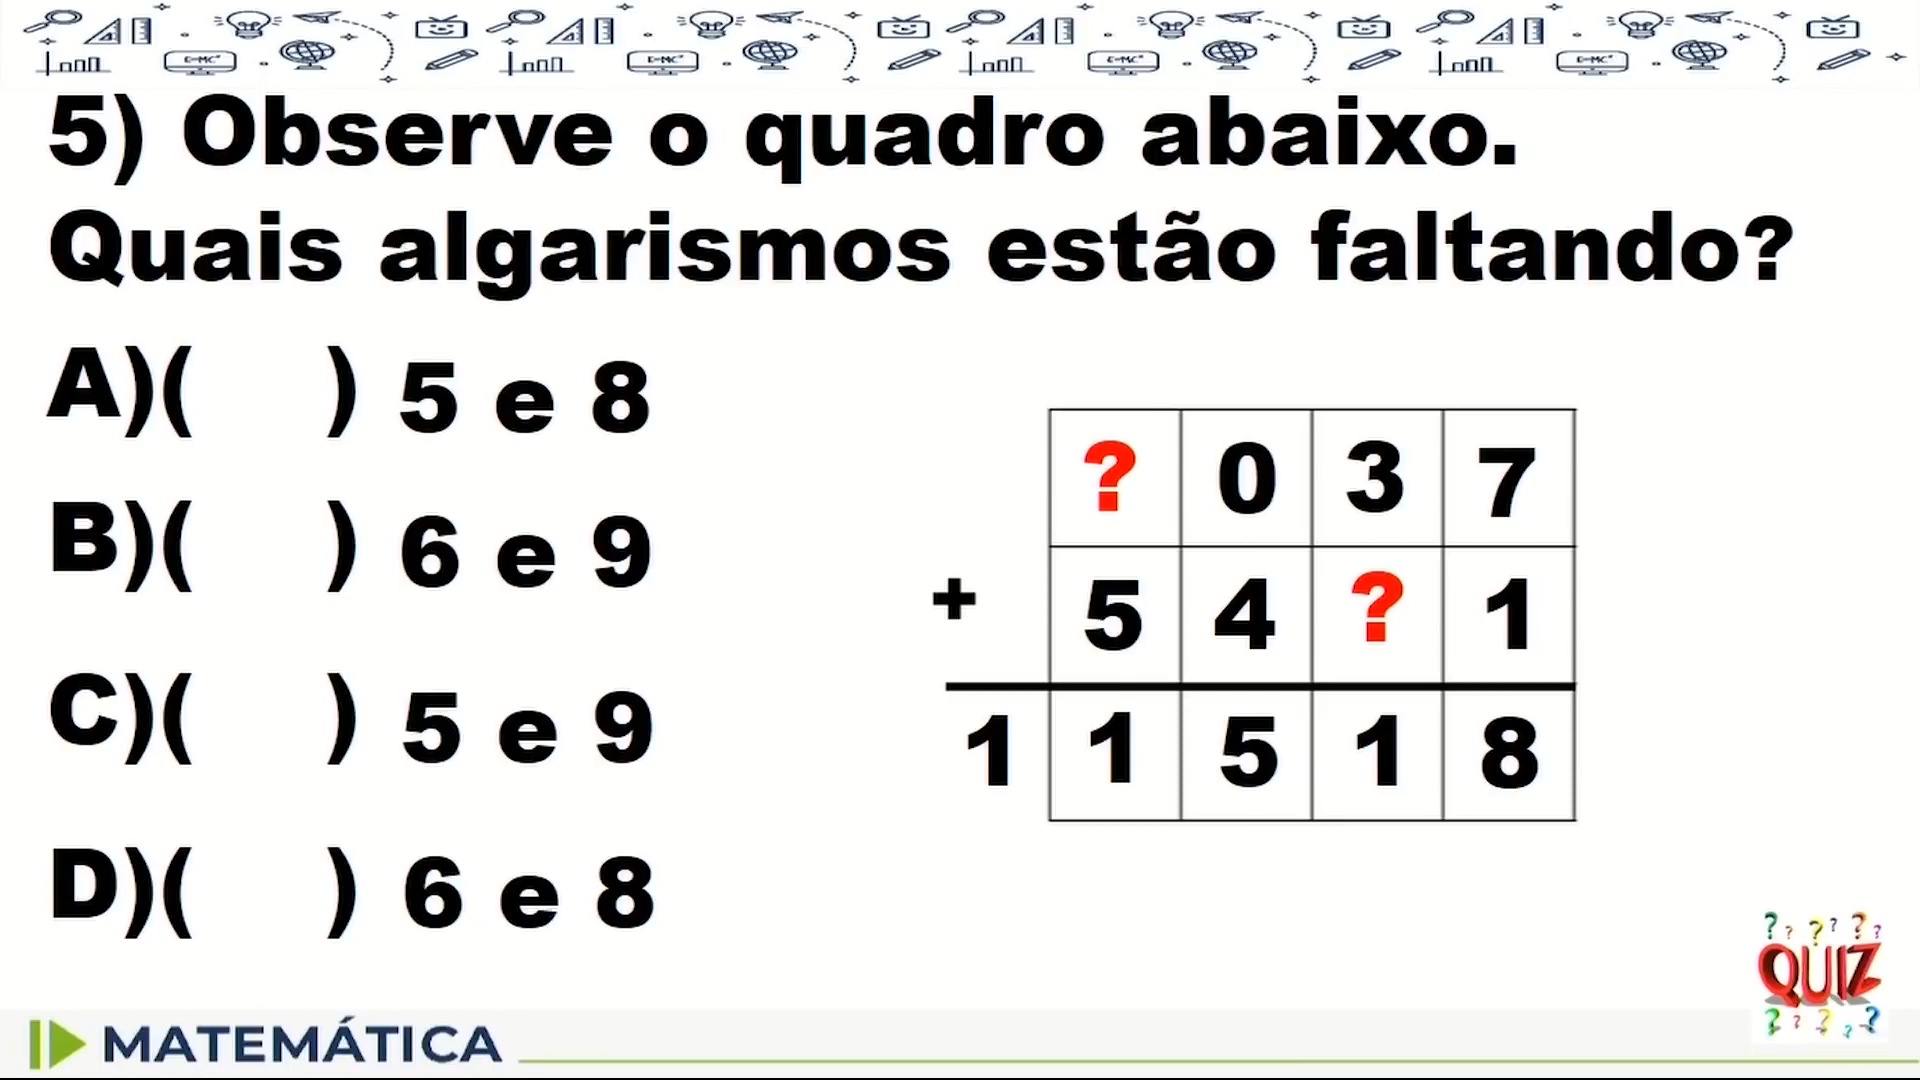 5) Observe o quadro abaixo.
Quais algarismos estão faltando?
A)( ) 5 e 8
B)( ) 6 e 9
C)( ) 5 e 9
D)( ) 6 e 8
? 0 3 7
+ 5 4 ? 1
1 1 5 1 8
QUIZ
MATEMÁTICA